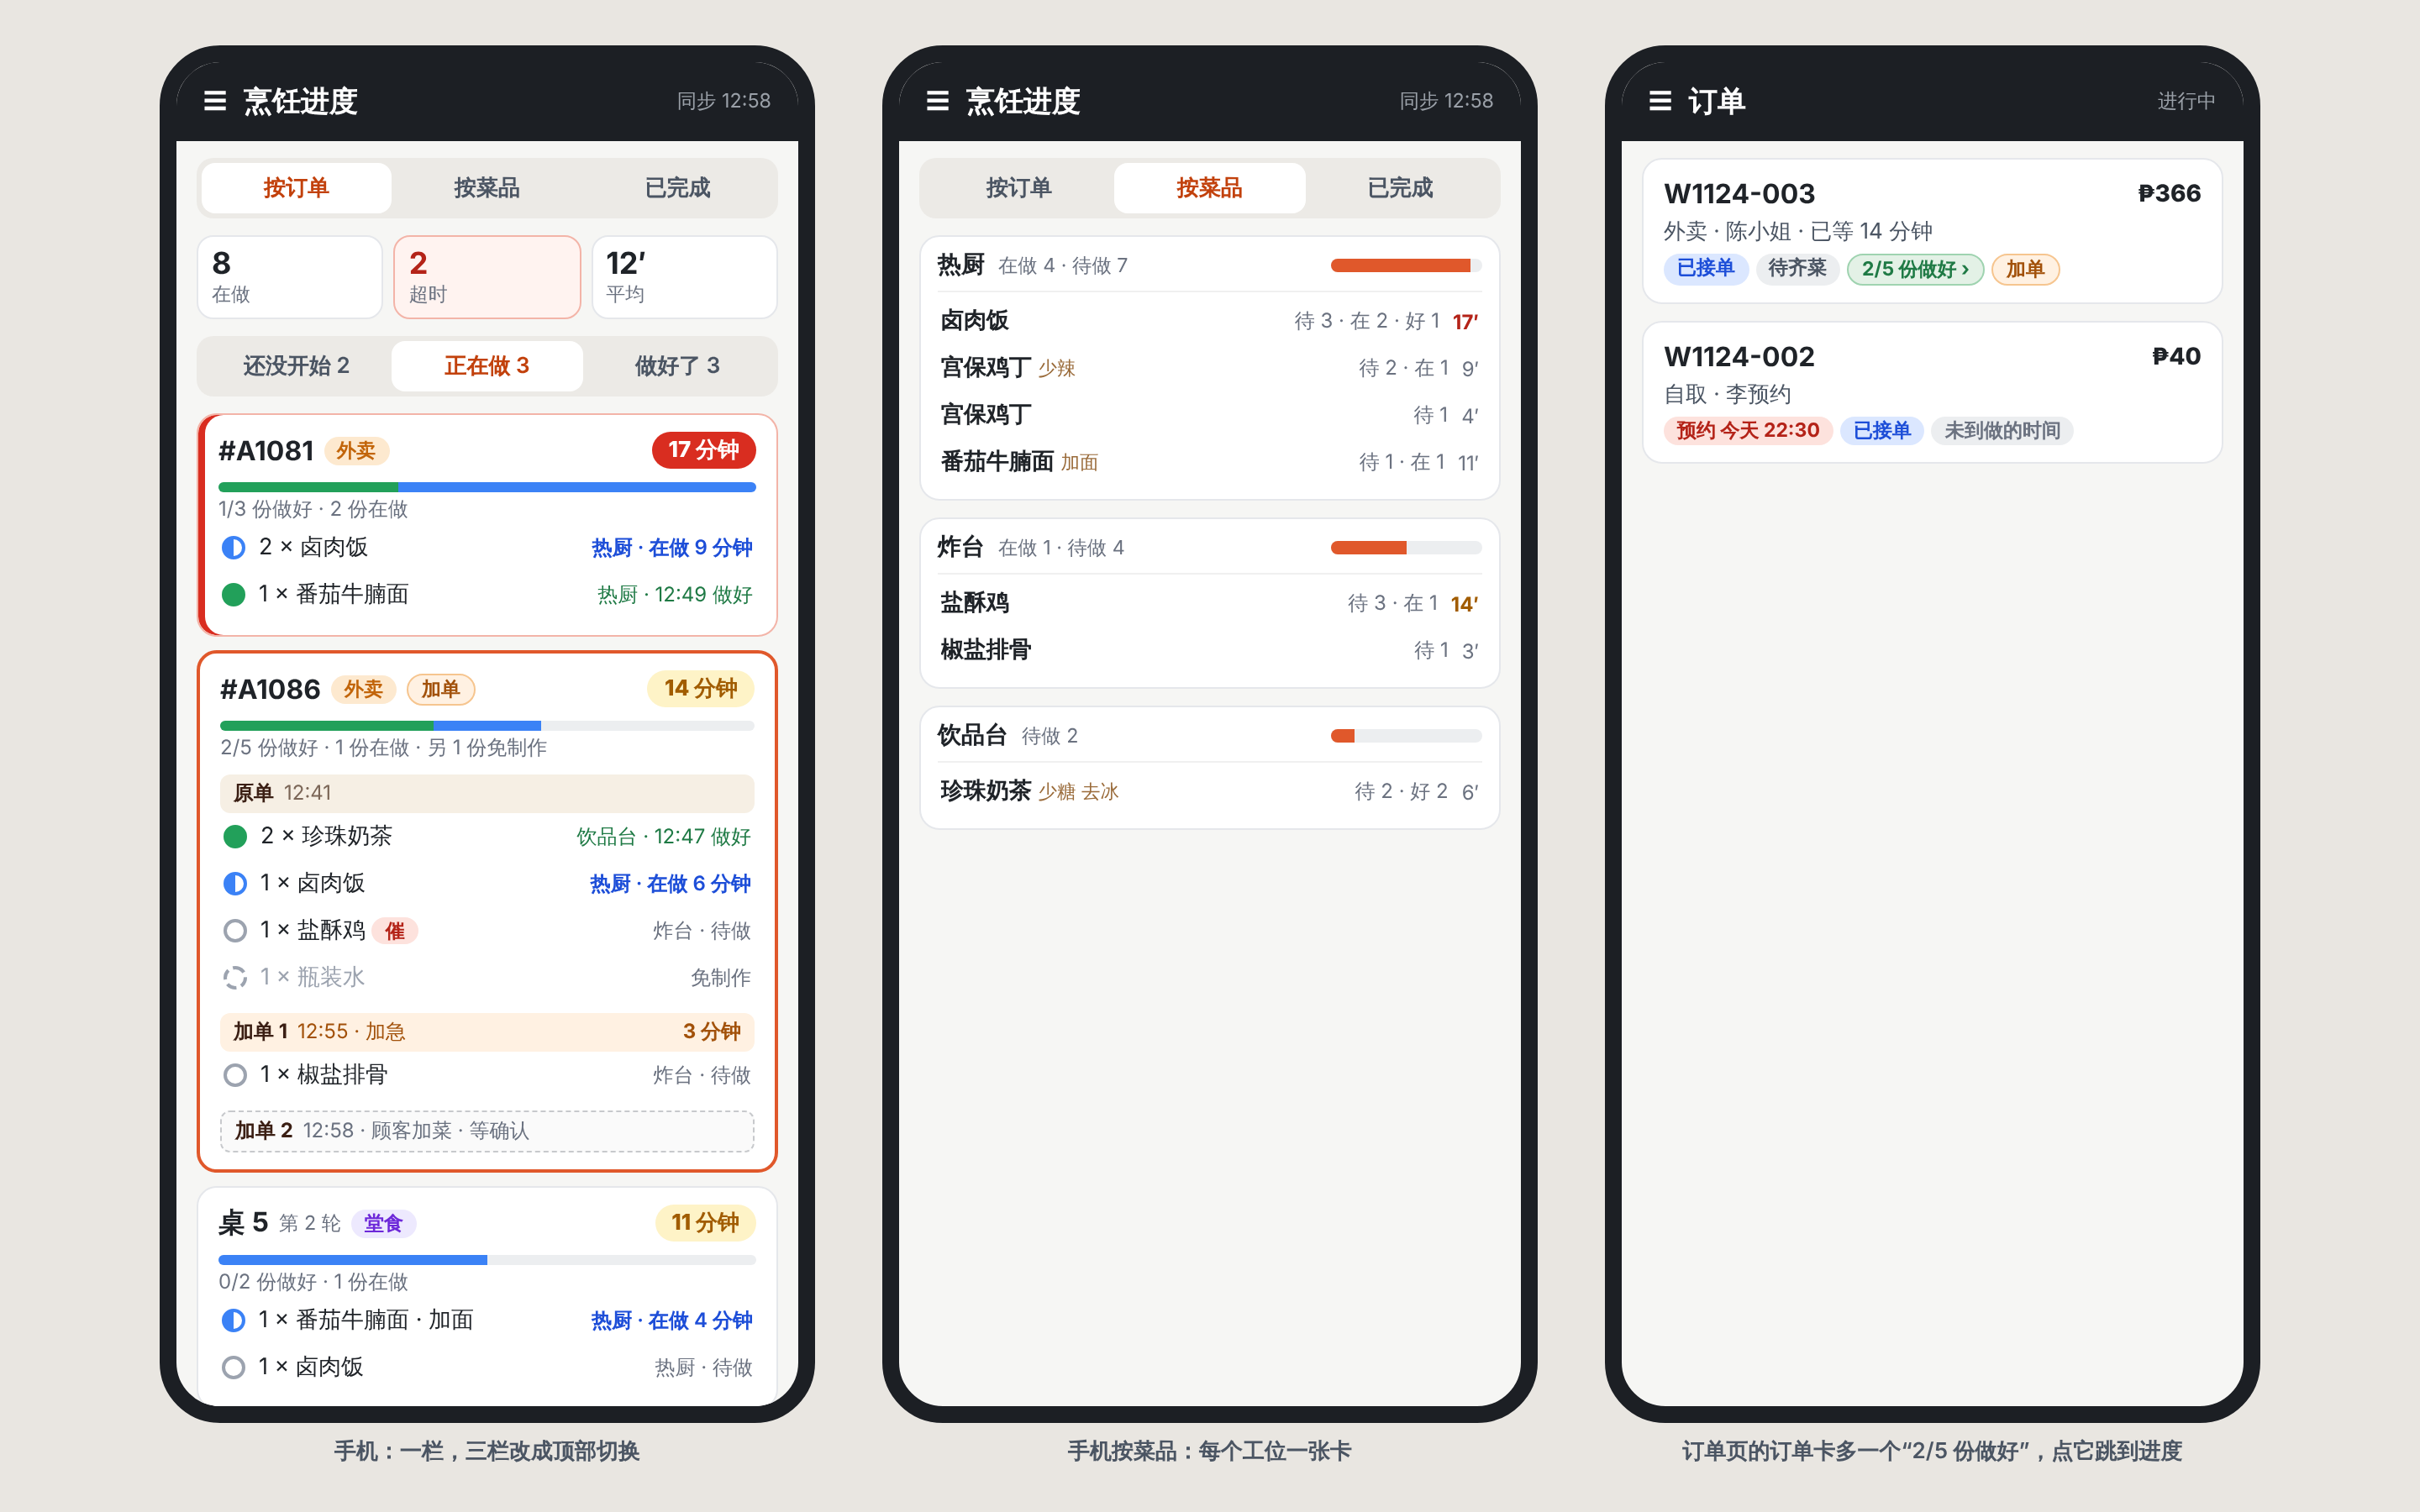 ☰ 烹饪进度 同步 12:58
按订单 按菜品 已完成
8 2 12′
在做 超时 平均
还没开始 2 正在做 3 做好了 3
#A1081 外卖 17 分钟
1/3 份做好 · 2 份在做
2 × 卤肉饭 热厨 · 在做 9 分钟
1 × 番茄牛腩面 热厨 · 12:49 做好
#A1086 外卖 加单 14 分钟
2/5 份做好 · 1 份在做 · 另 1 份免制作
原单 12:41
2 × 珍珠奶茶 饮品台 · 12:47 做好
1 × 卤肉饭 热厨 · 在做 6 分钟
1 × 盐酥鸡 催 炸台 · 待做
1 × 瓶装水 免制作
加单 1 12:55 · 加急 3 分钟
1 × 椒盐排骨 炸台 · 待做
加单 2 12:58 · 顾客加菜 · 等确认
桌 5 第 2 轮 堂食 11 分钟
0/2 份做好 · 1 份在做
1 × 番茄牛腩面 · 加面 热厨 · 在做 4 分钟
1 × 卤肉饭 热厨 · 待做
手机：一栏，三栏改成顶部切换
☰ 烹饪进度 同步 12:58
按订单 按菜品 已完成
热厨 在做 4 · 待做 7
卤肉饭 待 3 · 在 2 · 好 1 17′
宫保鸡丁 少辣 待 2 · 在 1 9′
宫保鸡丁 待 1 4′
番茄牛腩面 加面 待 1 · 在 1 11′
炸台 在做 1 · 待做 4
盐酥鸡 待 3 · 在 1 14′
椒盐排骨 待 1 3′
饮品台 待做 2
珍珠奶茶 少糖 去冰 待 2 · 好 2 6′
手机按菜品：每个工位一张卡
☰ 订单 进行中
W1124-003 ₱366
外卖 · 陈小姐 · 已等 14 分钟
已接单 待齐菜 2/5 份做好 › 加单
W1124-002 ₱40
自取 · 李预约
预约 今天 22:30 已接单 未到做的时间
订单页的订单卡多一个“2/5 份做好”，点它跳到进度